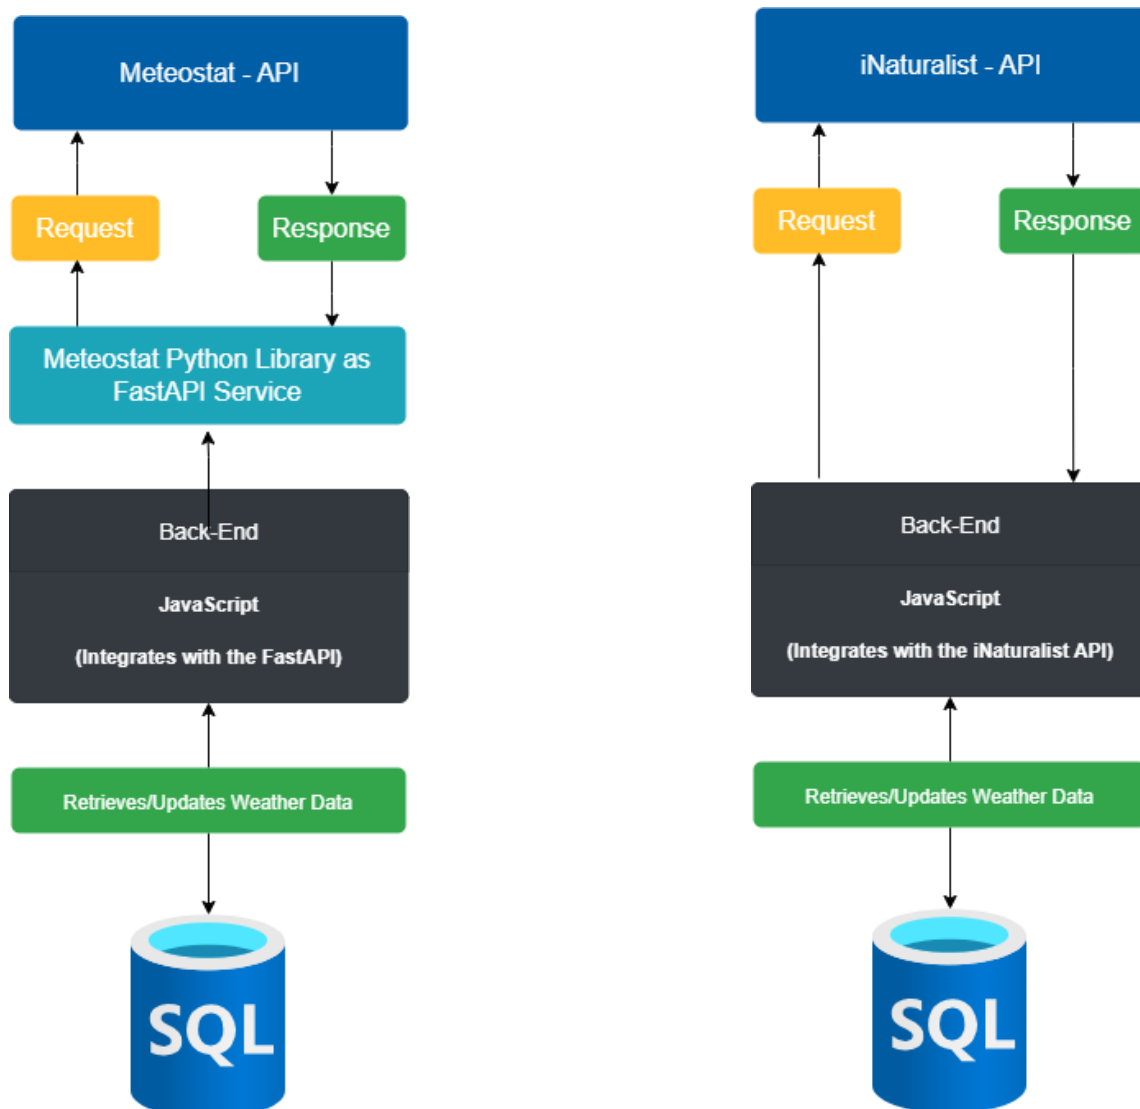 Meteostat - API
Request
Response
Meteostat Python Library as
FastAPI Service
Back-End
JavaScript
(Integrates with the FastAPI)
Retrieves/Updates Weather Data
SQL
iNaturalist - API
Request
Response
Back-End
JavaScript
(Integrates with the iNaturalist API)
Retrieves/Updates Weather Data
SQL